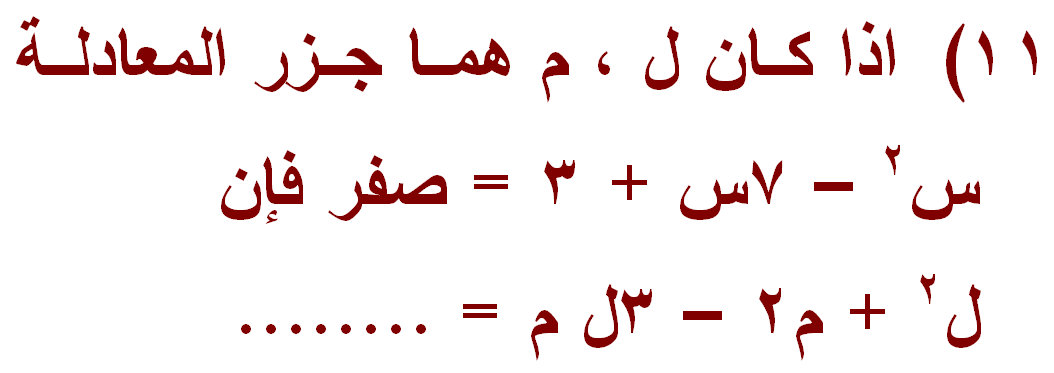 ١١) اذا كان ل ، م هما جزر المعادلة
س٢ – ٧س + ٣ = صفر فإن
ل٢ + م٢ – ٣ل م = ........